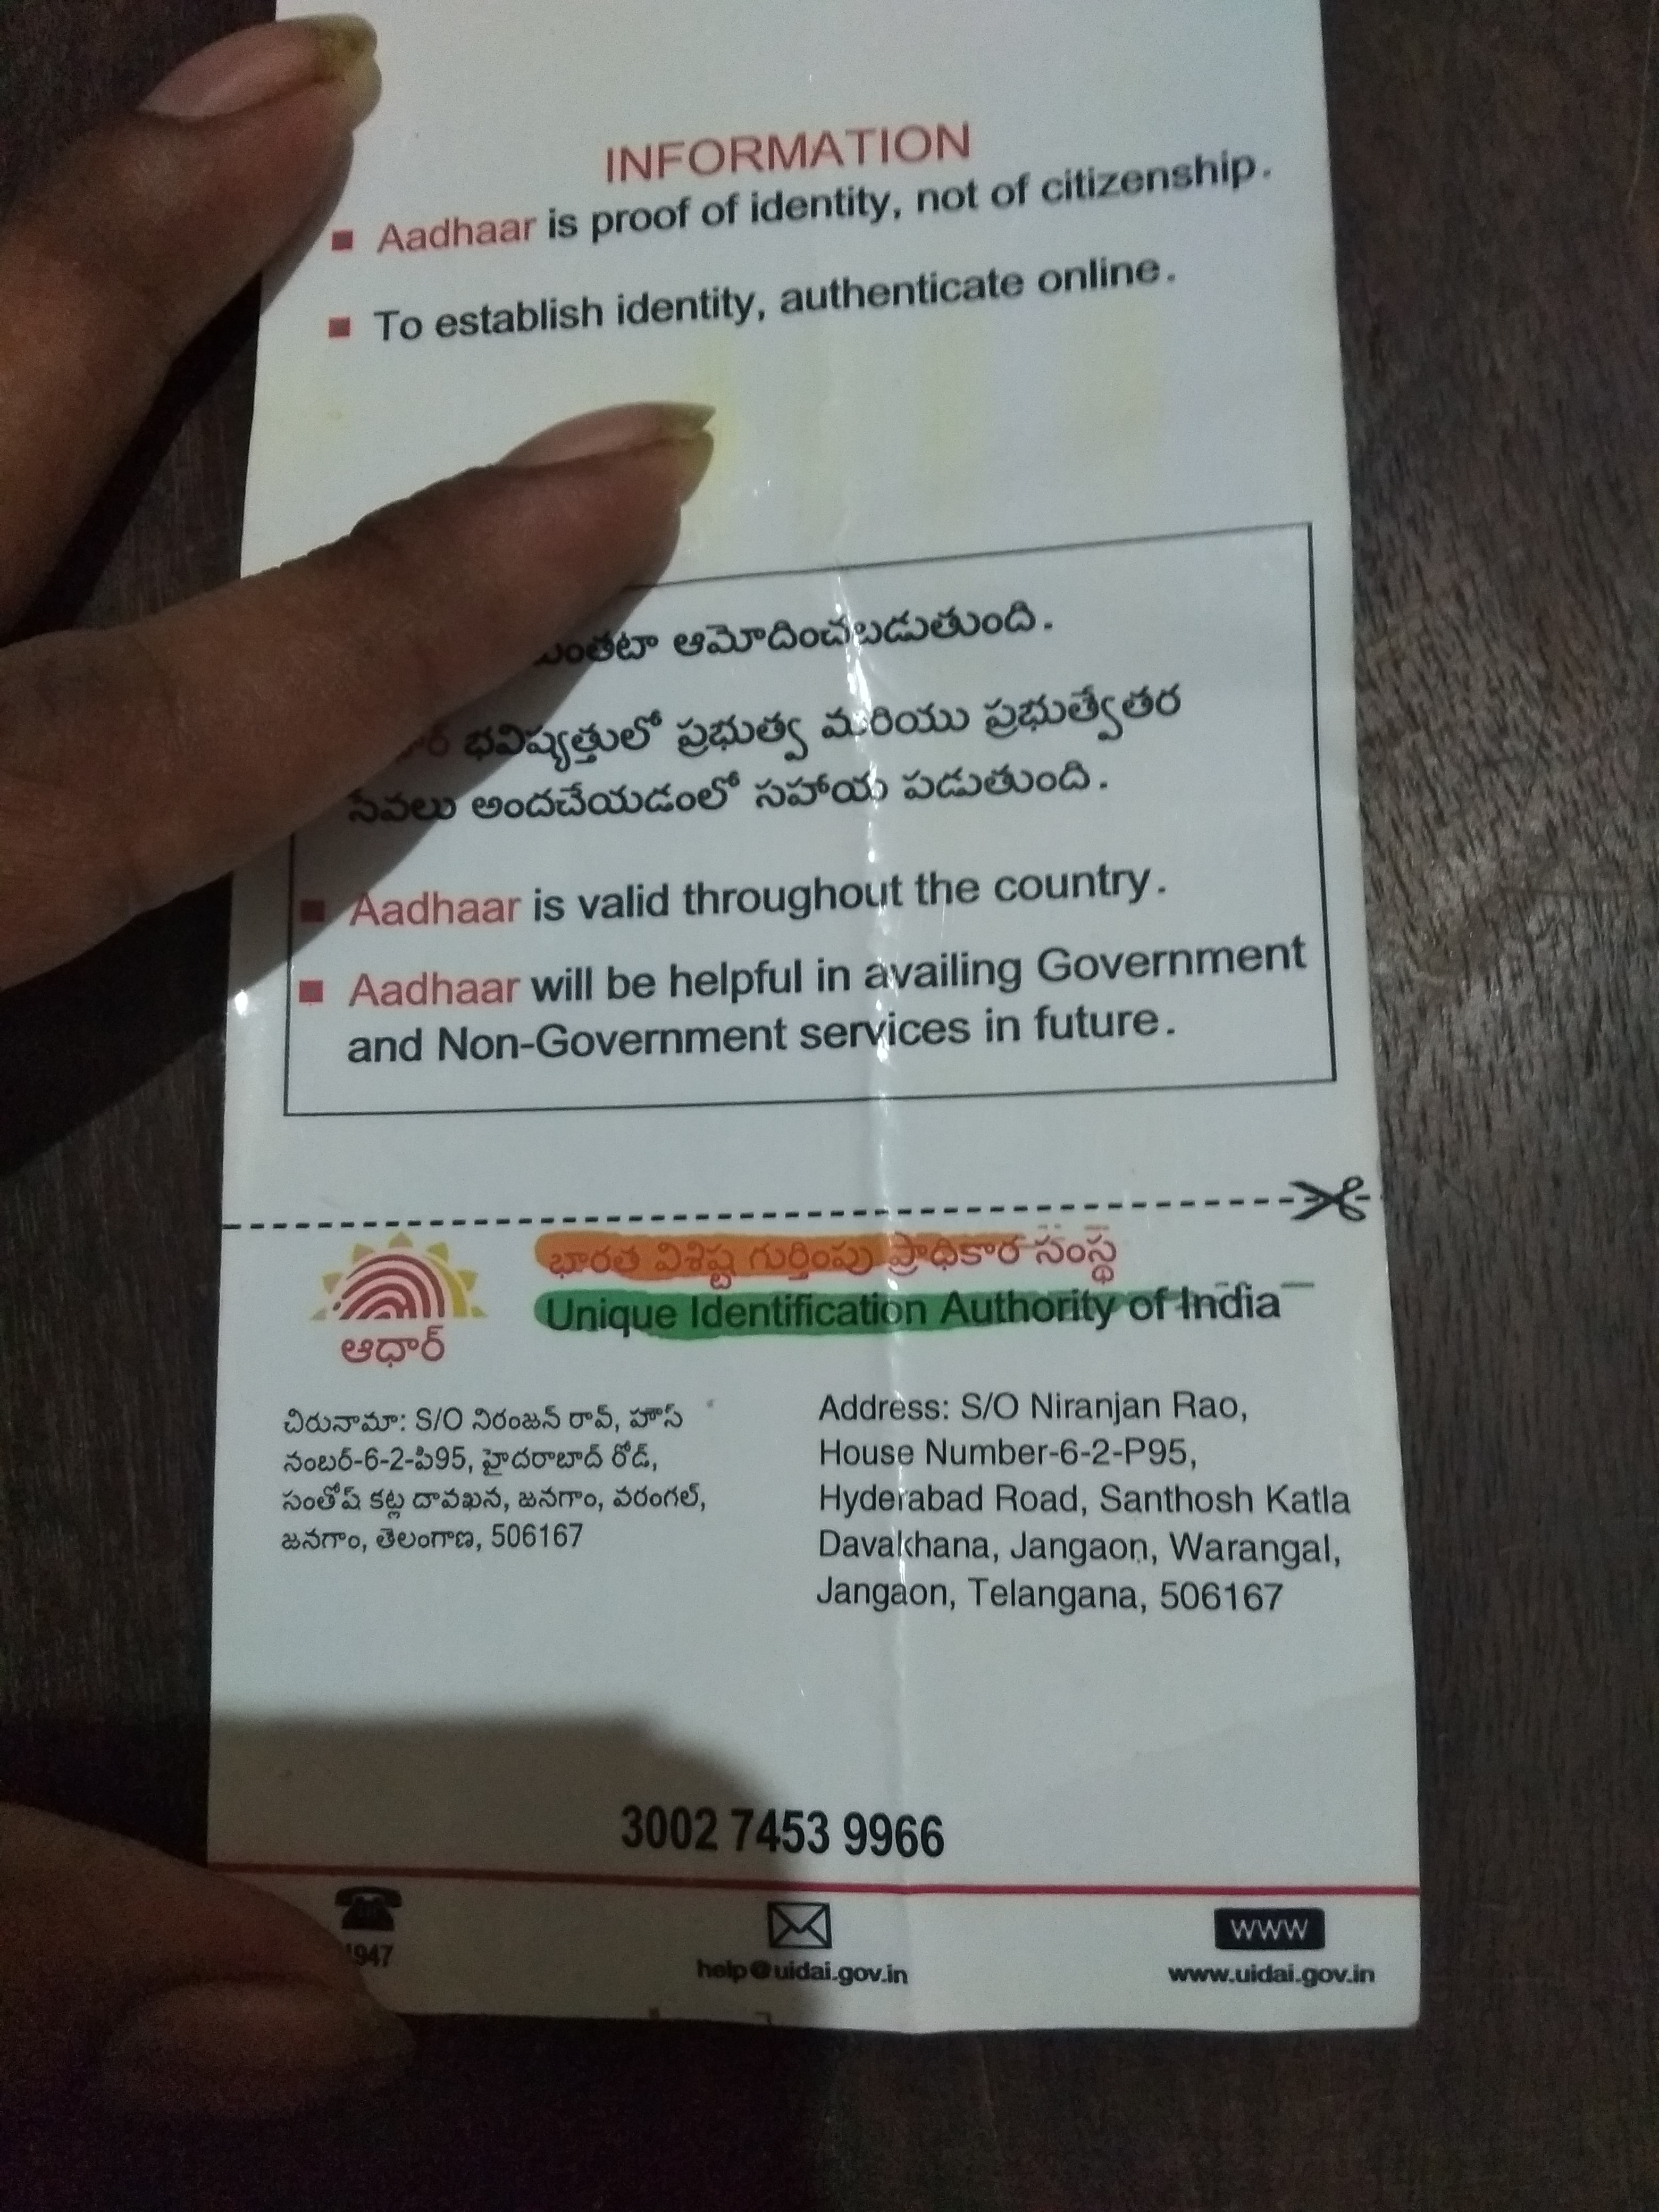 INFORMATION
Aadhaar is proof of identity, not of citizenship.
To establish identity, authenticate online.
ఆమోదించబడుతుంది.
భవిష్యత్తులో ప్రభుత్వ మరియు ప్రభుత్వేతర
సేవలు అందచేయడంలో సహాయ పడుతుంది.
Aadhaar is valid throughout the country.
Aadhaar will be helpful in availing Government
and Non-Government services in future.
భారత విశిష్ట గుర్తింపు ప్రాధికార సంస్థ
Unique Identification Authority of India
ఆధార్
చిరునామా: S/O నిరంజన్ రావ్, హౌస్
నంబర్-6-2-పి95, హైదరాబాద్ రోడ్,
సంతోష్ కట్ల దావఖన, జనగాం, వరంగల్,
జనగాం, తెలంగాణ, 506167
Address: S/O Niranjan Rao,
House Number-6-2-P95,
Hyderabad Road, Santhosh Katla
Davakhana, Jangaon, Warangal,
Jangaon, Telangana, 506167
3002 7453 9966
947
help@uidai.gov.in
WWW
www.uidai.gov.in